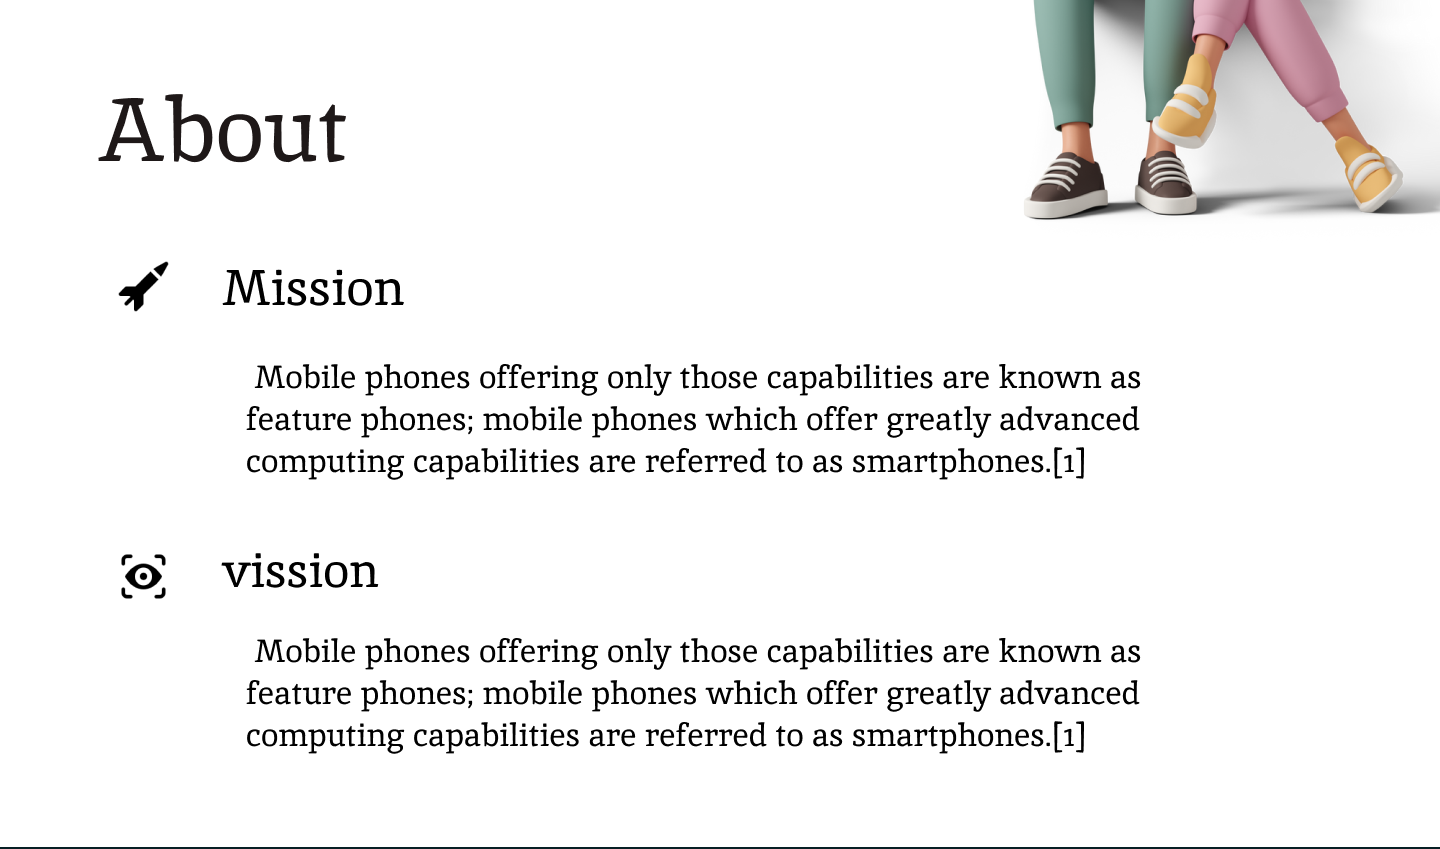 About
Mission
Mobile phones offering only those capabilities are known as
feature phones; mobile phones which offer greatly advanced
computing capabilities are referred to as smartphones.[1]
vission
Mobile phones offering only those capabilities are known as
feature phones; mobile phones which offer greatly advanced
computing capabilities are referred to as smartphones.[1]